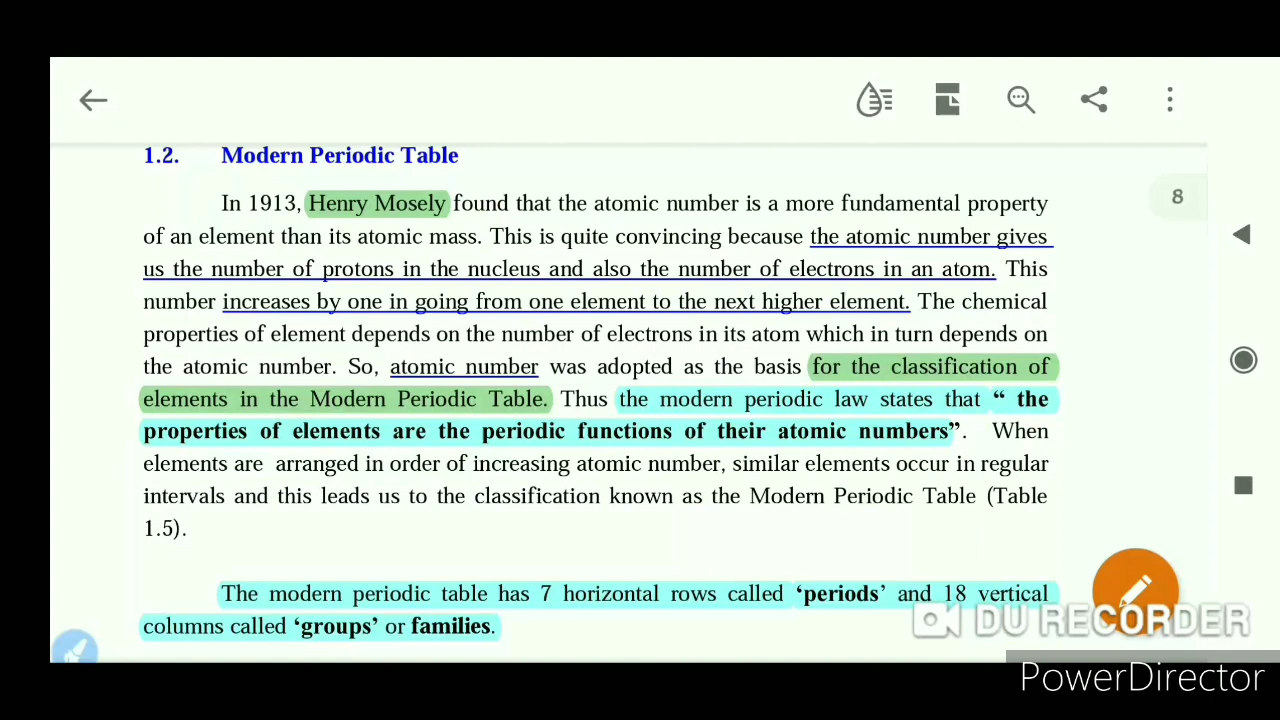 1.2. Modern Periodic Table
In 1913, Henry Mosely found that the atomic number is a more fundamental property
8
of an element than its atomic mass. This is quite convincing because the atomic number gives
us the number of protons in the nucleus and also the number of electrons in an atom. This
number increases by one in going from one element to the next higher element. The chemical
properties of element depends on the number of electrons in its atom which in turn depends on
the atomic number. So, atomic number was adopted as the basis for the classification of
elements in the Modern Periodic Table. Thus the modern periodic law states that “ the
properties of elements are the periodic functions of their atomic numbers”. When
elements are arranged in order of increasing atomic number, similar elements occur in regular
intervals and this leads us to the classification known as the Modern Periodic Table (Table
1.5).
The modern periodic table has 7 horizontal rows called ‘periods’ and 18 vertical
columns called ‘groups’ or families.
DU RECORDER
PowerDirector